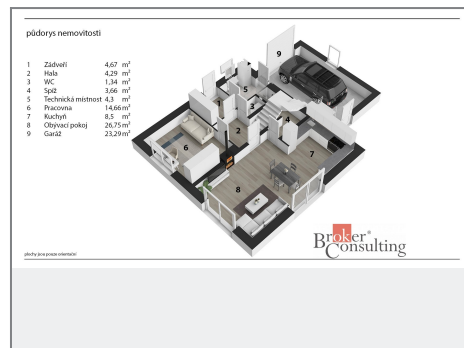 půdorys nemovitosti
1 Zádveří 4,67 m²
2 Hala 4,29 m²
3 WC 1,34 m²
4 Spíž 3,66 m²
5 Technická místnost 4,3 m²
6 Pracovna 14,66 m²
7 Kuchyň 8,5 m²
8 Obývací pokoj 26,75 m²
9 Garáž 23,29 m²
9
5
3
4
2
6
7
8
Broker®
Consulting
plochy jsou pouze orientační